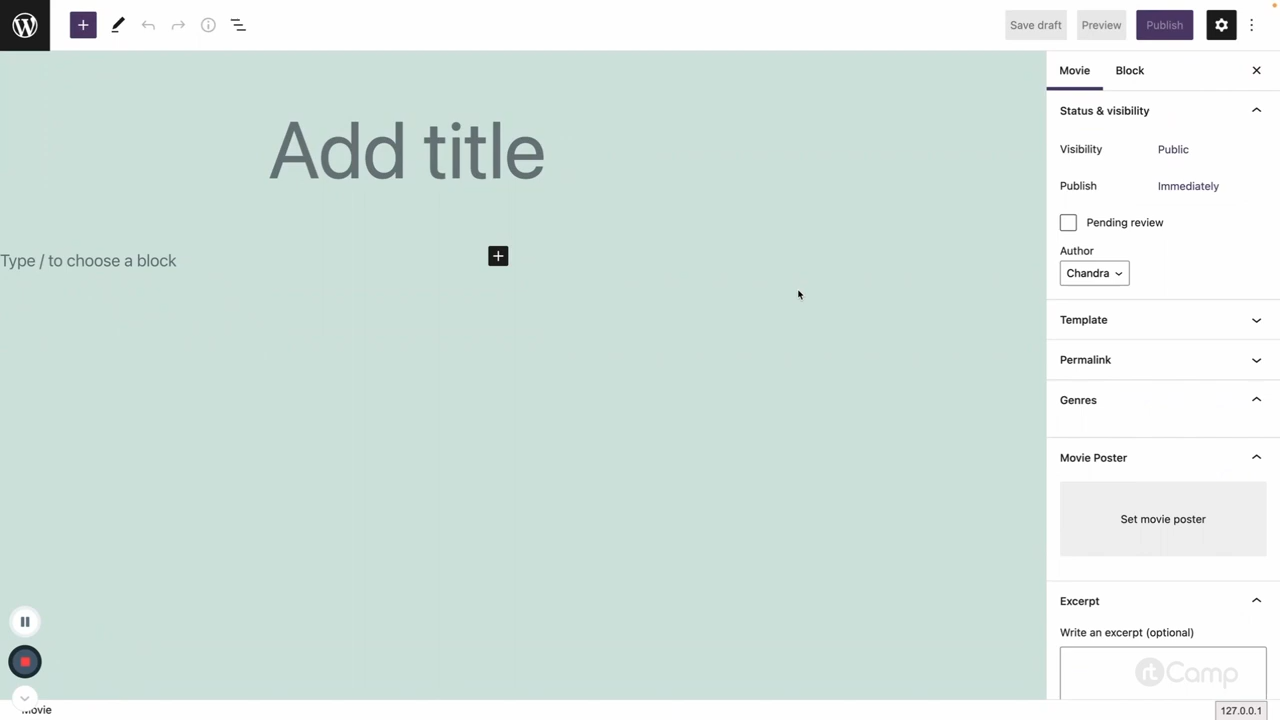 Save draft
Preview
Publish
Add title
Type / to choose a block
Movie
Block
Status & visibility
Visibility
Public
Publish
Immediately
Pending review
Author
Chandra
Template
Permalink
Genres
Movie Poster
Set movie poster
Excerpt
Write an excerpt (optional)
rtCamp
Movie
127.0.0.1